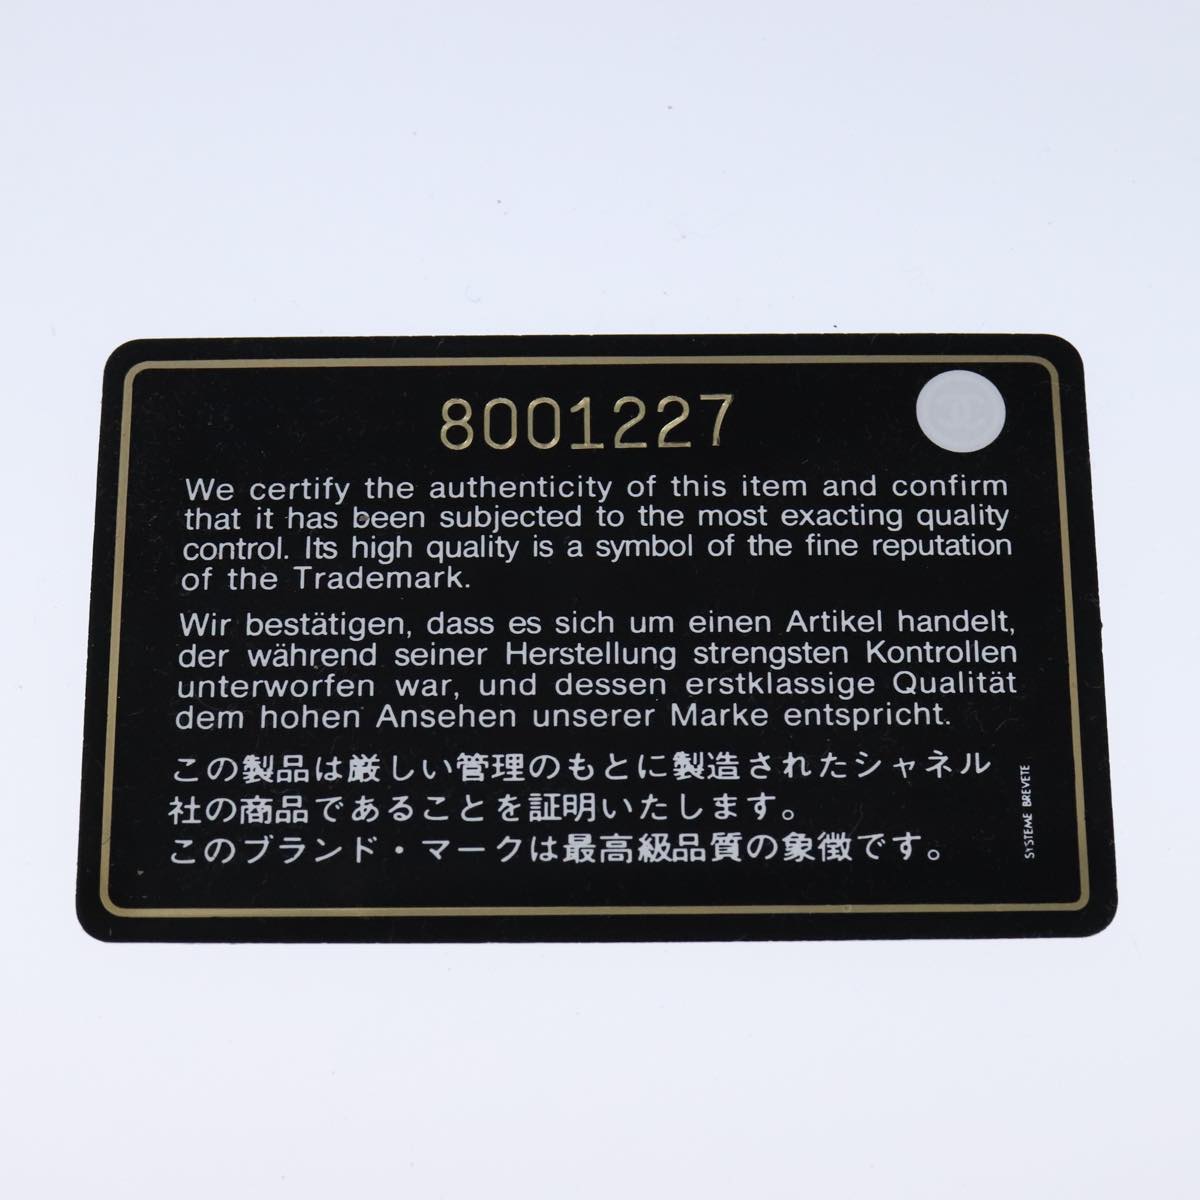 8001227
We certify the authenticity of this item and confirm
that it has been subjected to the most exacting quality
control. Its high quality is a symbol of the fine reputation
of the Trademark.
Wir bestätigen, dass es sich um einen Artikel handelt,
der während seiner Herstellung strengsten Kontrollen
unterworfen war, und dessen erstklassige Qualität
dem hohen Ansehen unserer Marke entspricht.
この製品は厳しい管理のもとに製造されたシャネル
社の商品であることを証明いたします。
このブランド・マークは最高級品質の象徴です。
SYSTEME BREVETE